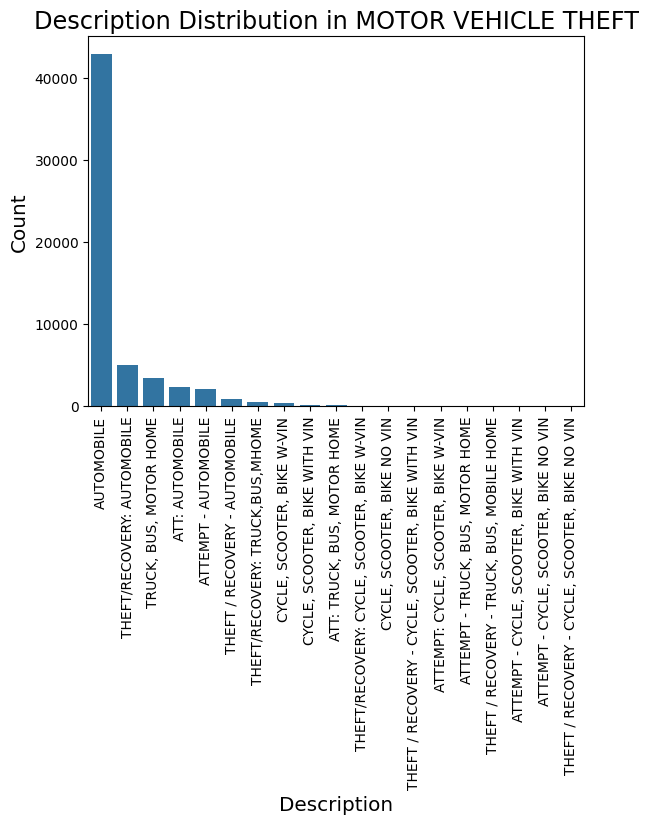 Description Distribution in MOTOR VEHICLE THEFT
Count
40000
30000
20000
10000
0
AUTOMOBILE
THEFT/RECOVERY: AUTOMOBILE
TRUCK, BUS, MOTOR HOME
ATT: AUTOMOBILE
ATTEMPT - AUTOMOBILE
THEFT / RECOVERY - AUTOMOBILE
THEFT/RECOVERY: TRUCK,BUS,MHOME
CYCLE, SCOOTER, BIKE W-VIN
CYCLE, SCOOTER, BIKE WITH VIN
ATT: TRUCK, BUS, MOTOR HOME
THEFT/RECOVERY: CYCLE, SCOOTER, BIKE W-VIN
CYCLE, SCOOTER, BIKE NO VIN
THEFT / RECOVERY - CYCLE, SCOOTER, BIKE WITH VIN
ATTEMPT: CYCLE, SCOOTER, BIKE W-VIN
ATTEMPT - TRUCK, BUS, MOTOR HOME
THEFT / RECOVERY - TRUCK, BUS, MOBILE HOME
ATTEMPT - CYCLE, SCOOTER, BIKE WITH VIN
ATTEMPT - CYCLE, SCOOTER, BIKE NO VIN
THEFT / RECOVERY - CYCLE, SCOOTER, BIKE NO VIN
Description